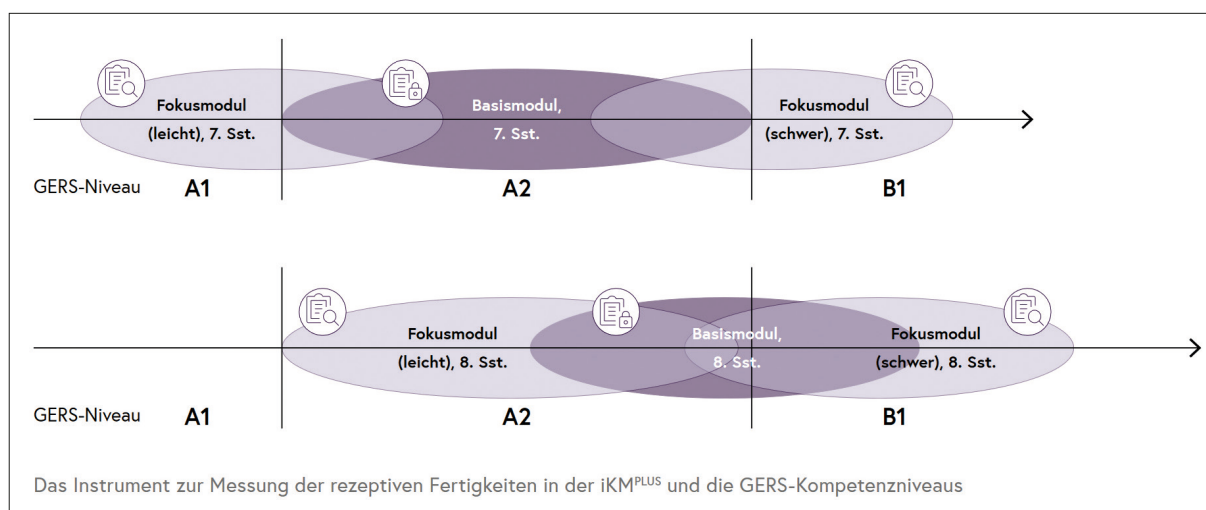 Fokusmodul
(leicht), 7. Sst.
Basismodul,
7. Sst.
Fokusmodul
(schwer), 7. Sst.
GERS-Niveau A1 A2 B1
Fokusmodul
(leicht), 8. Sst.
Basismodul,
8. Sst.
Fokusmodul
(schwer), 8. Sst.
GERS-Niveau A1 A2 B1
Das Instrument zur Messung der rezeptiven Fertigkeiten in der iKMPLUS und die GERS-Kompetenzniveaus